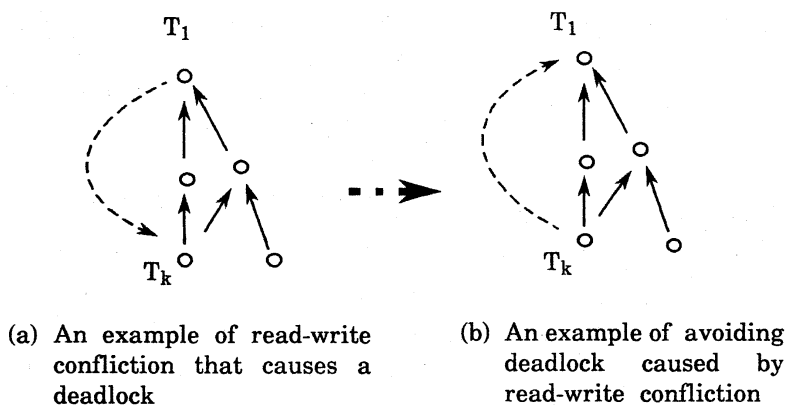 T1
T1
Tk
Tk
(a) An example of read-write
confliction that causes a
deadlock
(b) An example of avoiding
deadlock caused by
read-write confliction